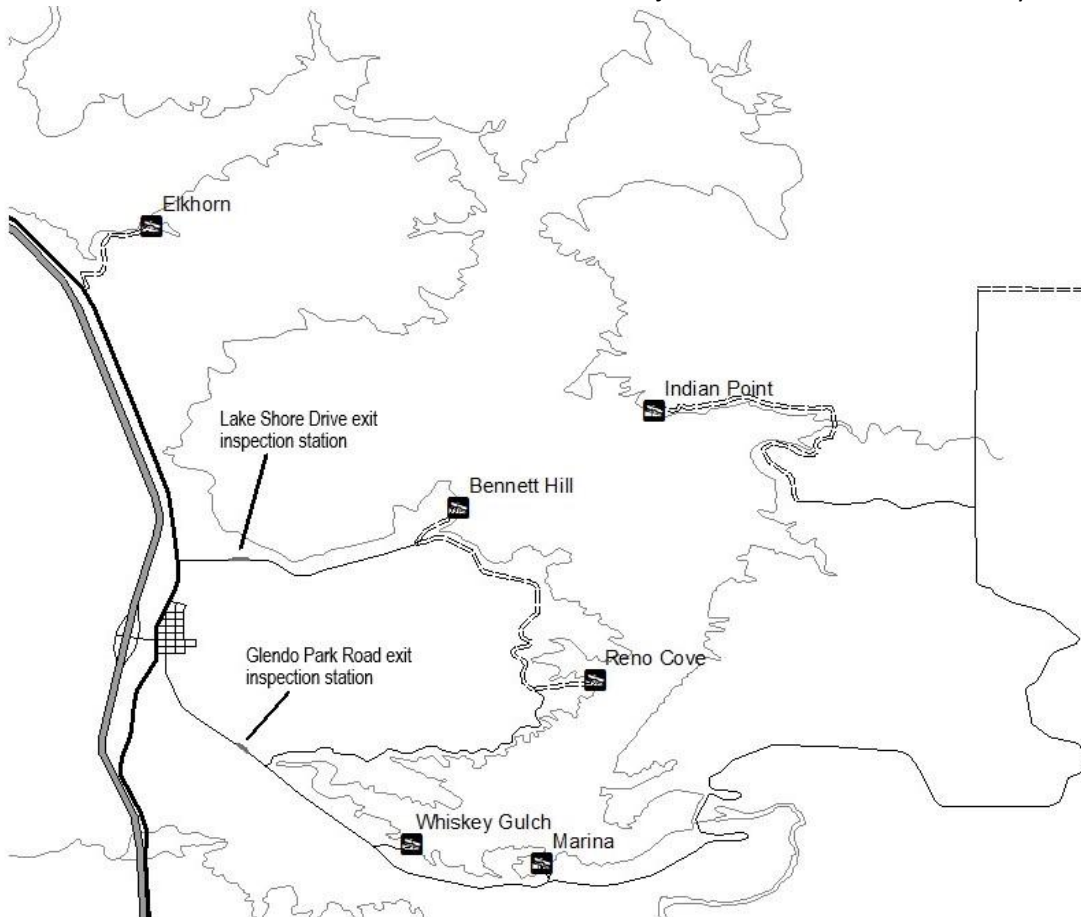 Elkhorn
Indian Point
Lake Shore Drive exit
inspection station
Bennett Hill
Glendo Park Road exit
inspection station
Reno Cove
Whiskey Gulch
Marina